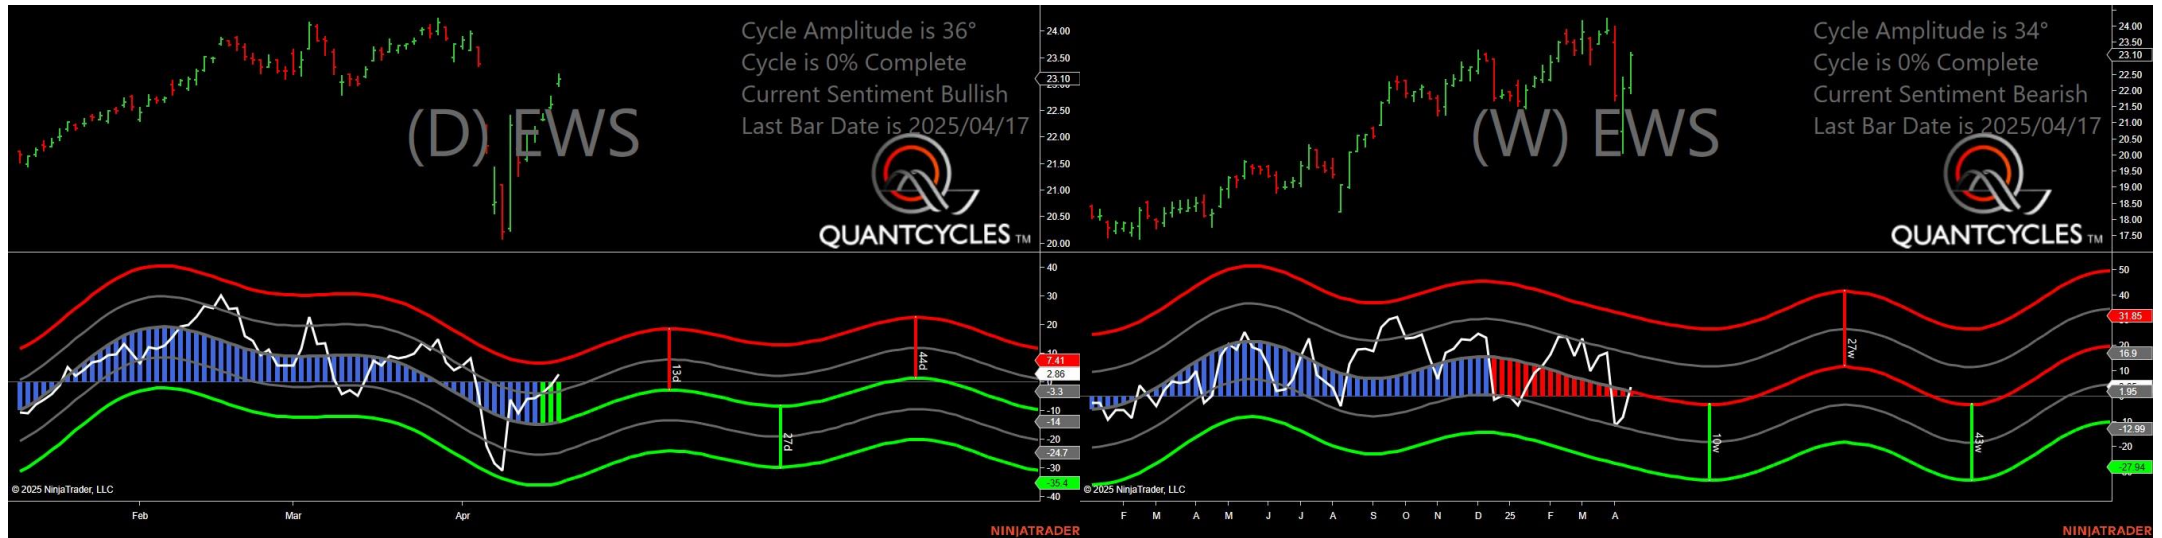 Cycle Amplitude is 36°
Cycle is 0% Complete
Current Sentiment Bullish
Last Bar Date is 2025/04/17
(D) EWS
QUANTCYCLES TM
24.00
23.50
23.10
23.00
22.50
22.00
21.50
21.00
20.50
20.00
40
30
20
10
7.41
2.86
0
-3.3
-10
-14
-20
-24.7
-30
-35.4
-40
13d
27d
44d
© 2025 NinjaTrader, LLC
Feb Mar Apr
NINJATRADER
Cycle Amplitude is 34°
Cycle is 0% Complete
Current Sentiment Bearish
Last Bar Date is 2025/04/17
(W) EWS
QUANTCYCLES TM
24.00
23.50
23.10
22.50
22.00
21.50
21.00
20.50
20.00
19.50
19.00
18.50
18.00
17.50
50
40
31.85
20
16.9
10
1.95
-10
-12.99
-20
-27.94
10w
27w
43w
© 2025 NinjaTrader, LLC
F M A M J J A S O N D 25 F M A
NINJATRADER